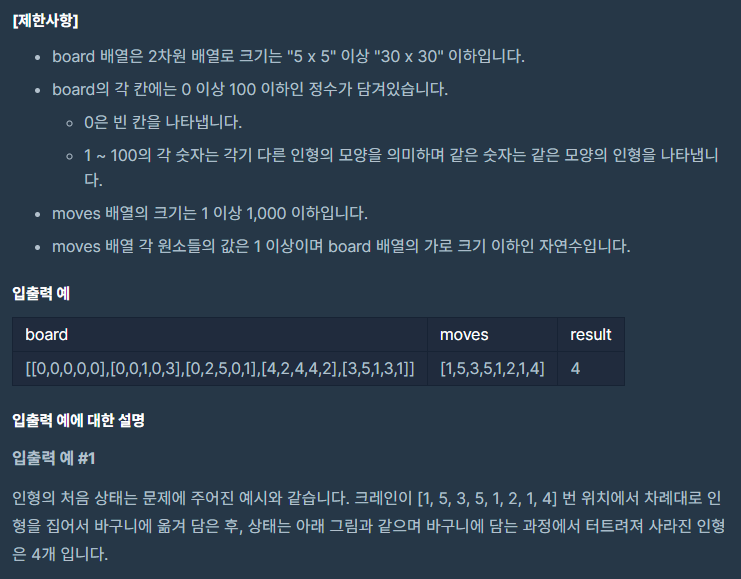 [제한사항]
board 배열은 2차원 배열로 크기는 "5 x 5" 이상 "30 x 30" 이하입니다.
board의 각 칸에는 0 이상 100 이하인 정수가 담겨있습니다.
0은 빈 칸을 나타냅니다.
1 ~ 100의 각 숫자는 각기 다른 인형의 모양을 의미하며 같은 숫자는 같은 모양의 인형을 나타냅니
다.
moves 배열의 크기는 1 이상 1,000 이하입니다.
moves 배열 각 원소들의 값은 1 이상이며 board 배열의 가로 크기 이하인 자연수입니다.
입출력 예
board moves result
[[0,0,0,0,0],[0,0,1,0,3],[0,2,5,0,1],[4,2,4,4,2],[3,5,1,3,1]] [1,5,3,5,1,2,1,4] 4
입출력 예에 대한 설명
입출력 예 #1
인형의 처음 상태는 문제에 주어진 예시와 같습니다. 크레인이 [1, 5, 3, 5, 1, 2, 1, 4] 번 위치에서 차례대로 인
형을 집어서 바구니에 옮겨 담은 후, 상태는 아래 그림과 같으며 바구니에 담는 과정에서 터트려져 사라진 인형
은 4개 입니다.